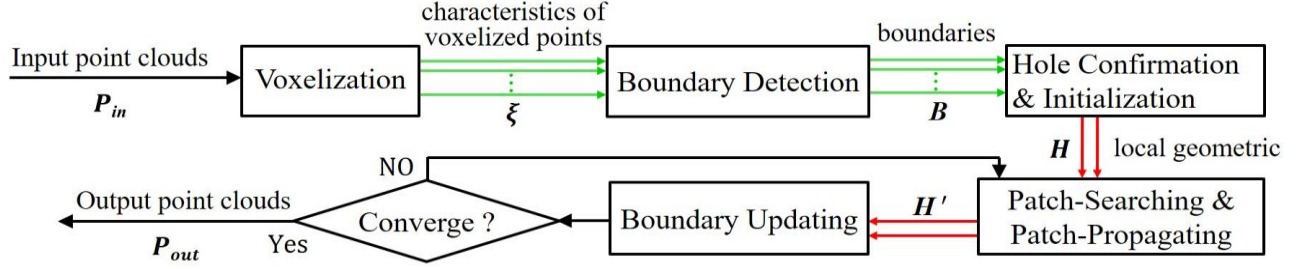 characteristics of
voxelized points
boundaries
Input point clouds
P_in
Voxelization
ξ
Boundary Detection
B
Hole Confirmation
& Initialization
H
local geometric
NO
Output point clouds
P_out
Yes
Converge ?
Boundary Updating
H'
Patch-Searching &
Patch-Propagating